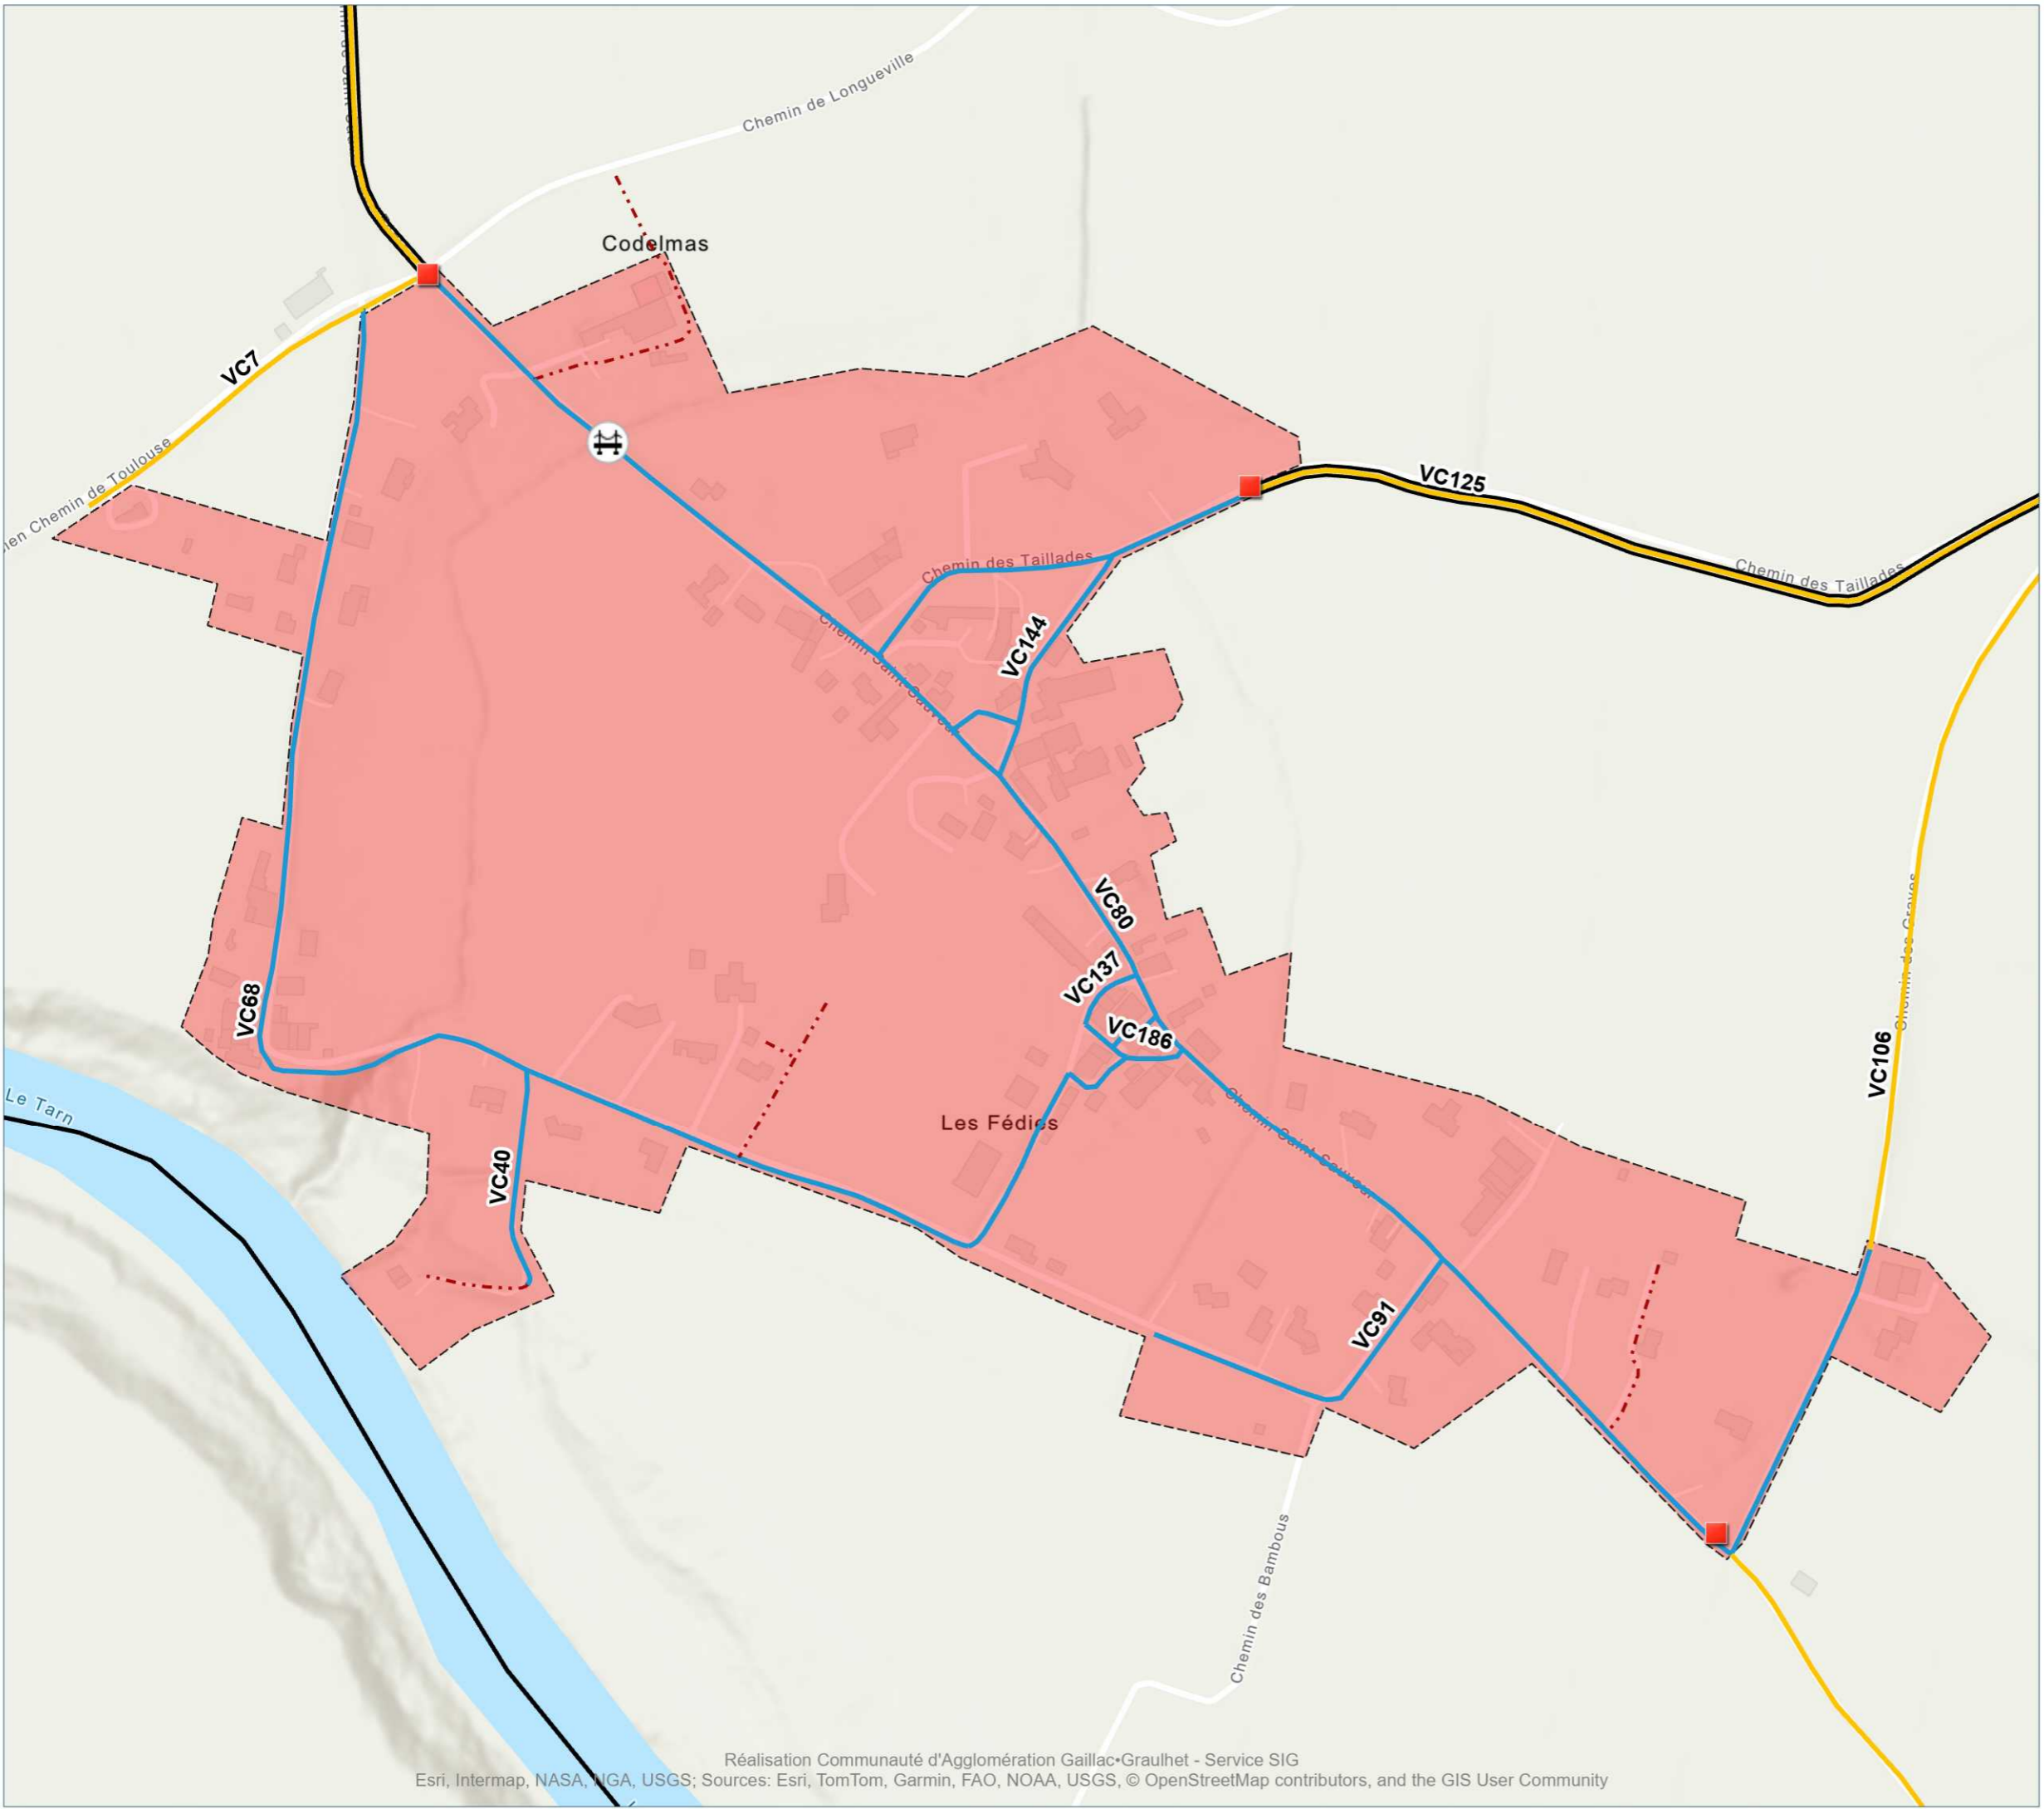 Chemin de Longueville
Codelmas
VC7
Chemin de Toulouse
VC125
Chemin des Taillades
Chemin des Taillades
VC144
Chemin Saint-Sauveur
VC80
VC137
VC186
VC68
Chemin des Graves
VC106
Le Tarn
Les Fédies
Chemin Saint-Sauveur
VC40
VC91
Chemin des Bambous
Réalisation Communauté d'Agglomération Gaillac•Graulhet - Service SIG
Esri, Intermap, NASA, NGA, USGS; Sources: Esri, TomTom, Garmin, FAO, NOAA, USGS, © OpenStreetMap contributors, and the GIS User Community